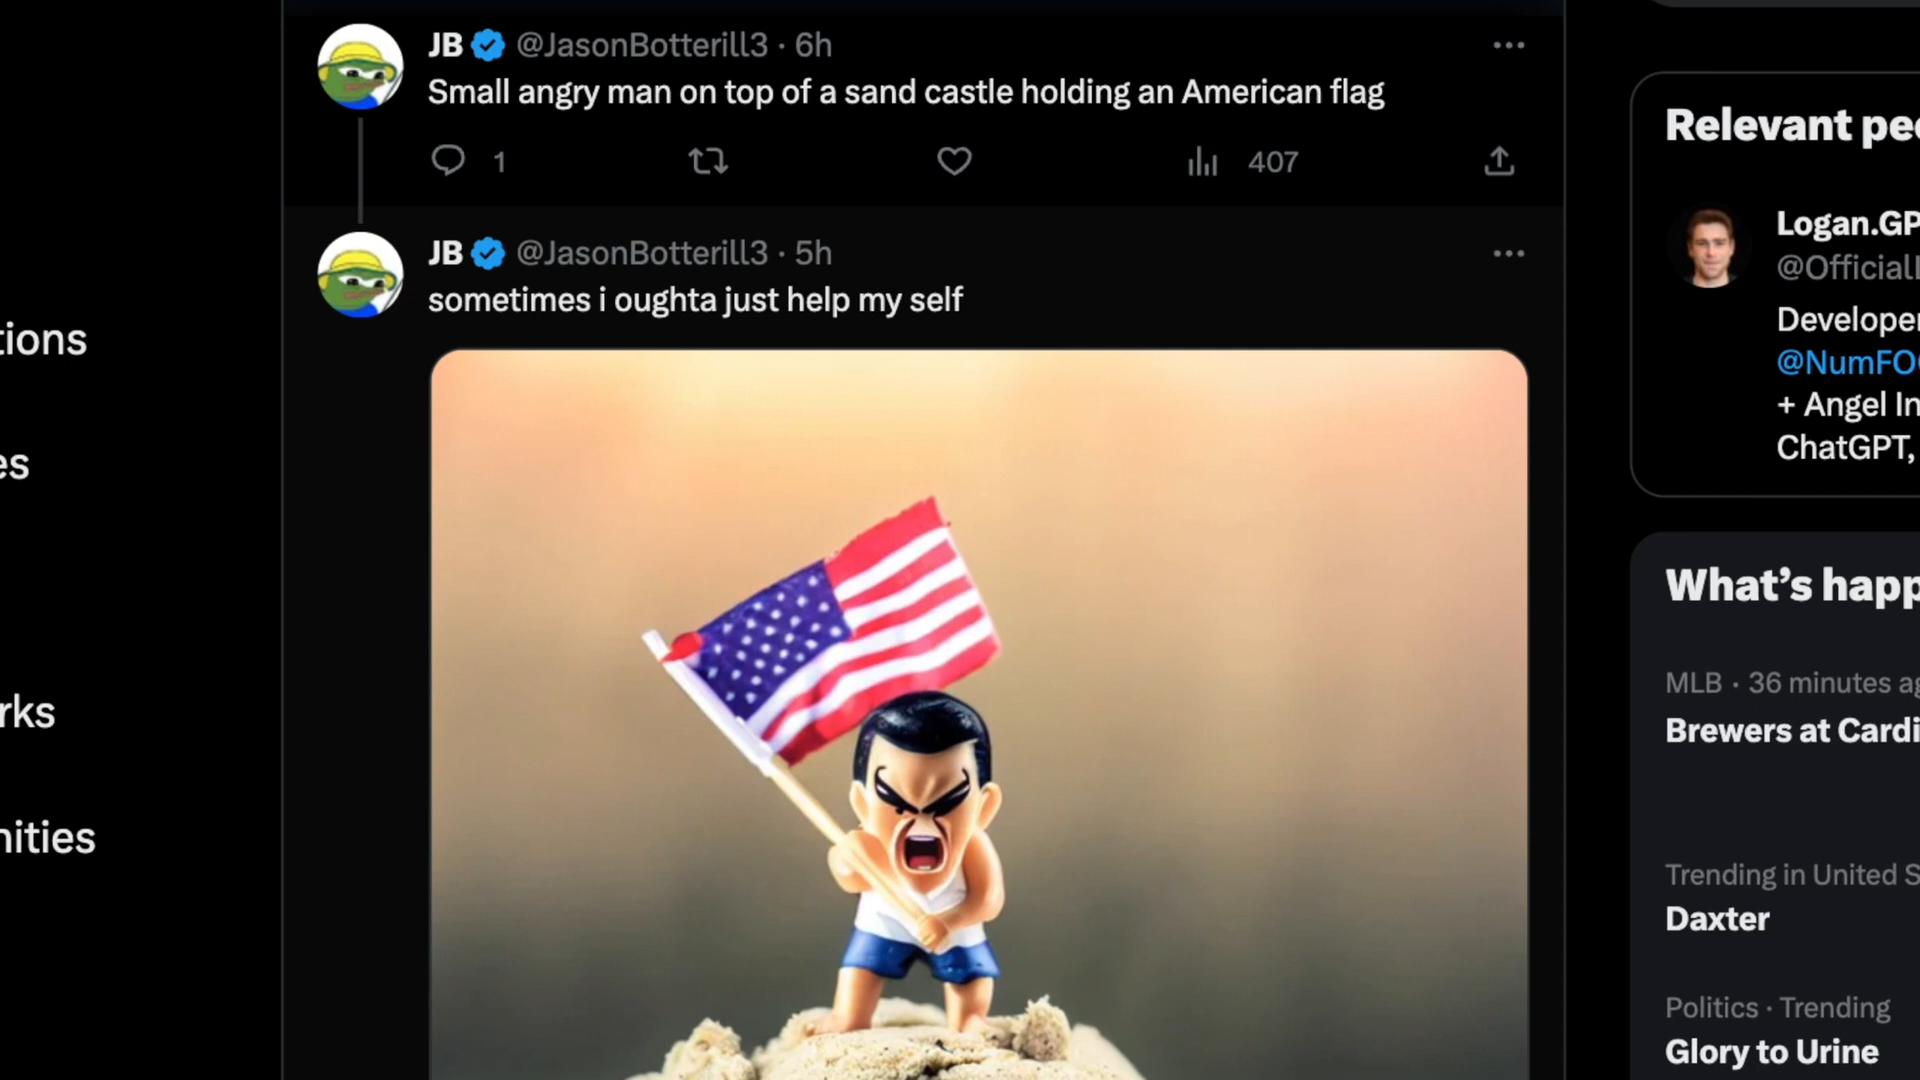 JB @JasonBotterill3 · 6h
Small angry man on top of a sand castle holding an American flag
1
407
JB @JasonBotterill3 · 5h
sometimes i oughta just help my self
tions
es
rks
nities
Relevant peo
Logan.GP
@Official
Developer
@NumFO
+ Angel In
ChatGPT,
What's happ
MLB · 36 minutes ag
Brewers at Cardi
Trending in United S
Daxter
Politics · Trending
Glory to Urine